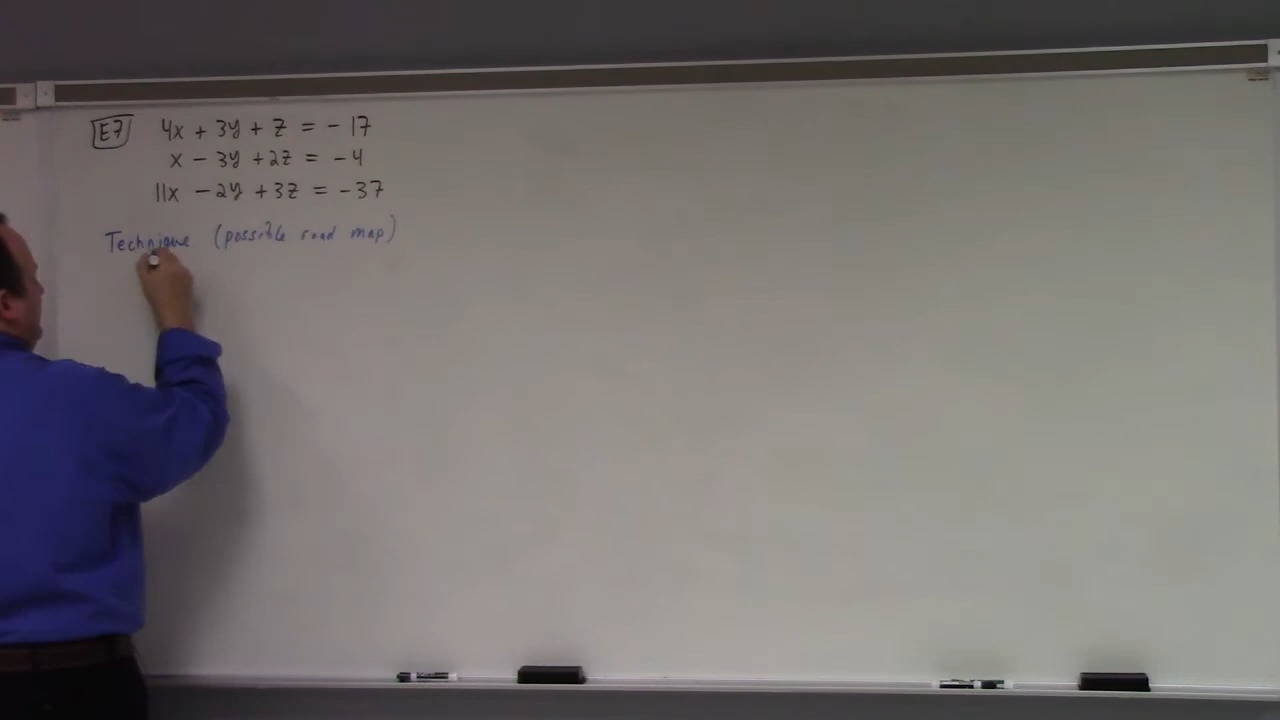 E7 4x + 3y + z = -17
x - 3y + 2z = -4
11x - 2y + 3z = -37
Technique (possible road map)